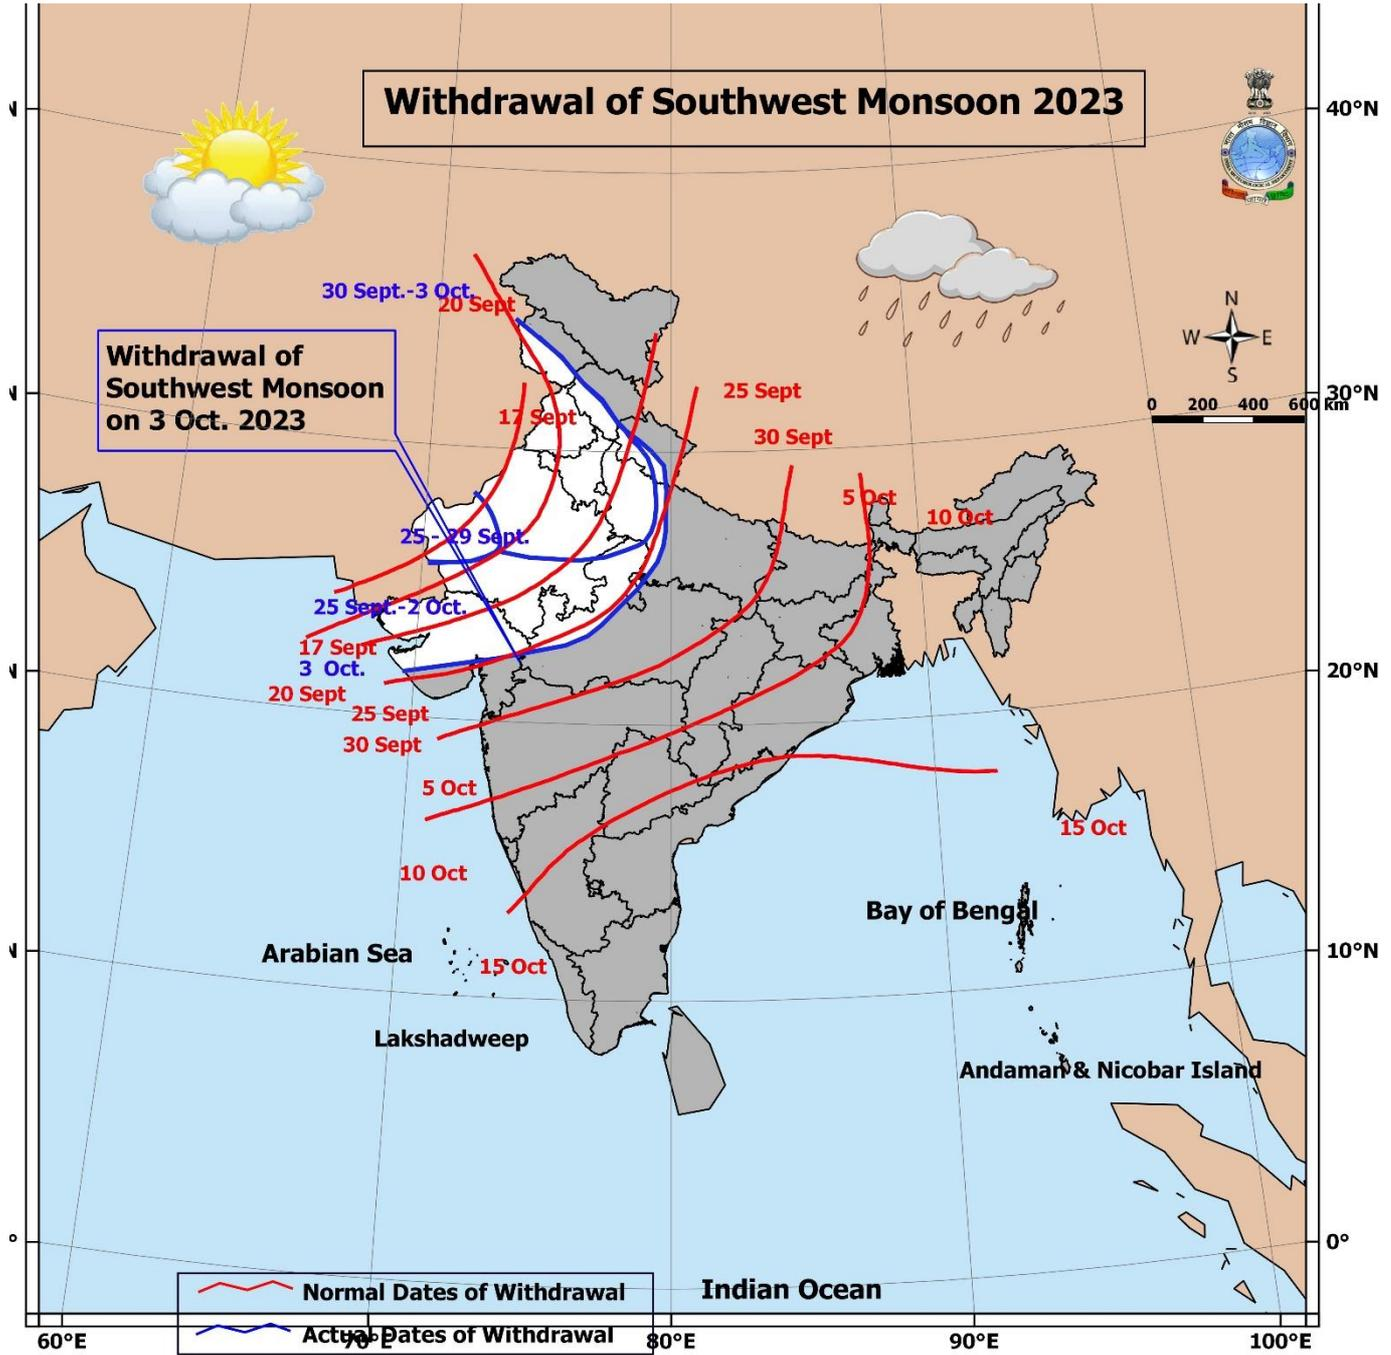 Withdrawal of Southwest Monsoon 2023
40°N
30 Sept.-3 Oct.
20 Sept
N
W
E
S
Withdrawal of
Southwest Monsoon
on 3 Oct. 2023
30°N
25 Sept
0 200 400 600 km
17 Sept
30 Sept
5 Oct
10 Oct
25 - 29 Sept.
25 Sept.-2 Oct.
17 Sept
3 Oct.
20°N
20 Sept
25 Sept
30 Sept
5 Oct
15 Oct
10 Oct
Bay of Bengal
Arabian Sea
10°N
15 Oct
Lakshadweep
Andaman & Nicobar Island
0°
Normal Dates of Withdrawal
Indian Ocean
Actual Dates of Withdrawal
60°E
70°E
80°E
90°E
100°E